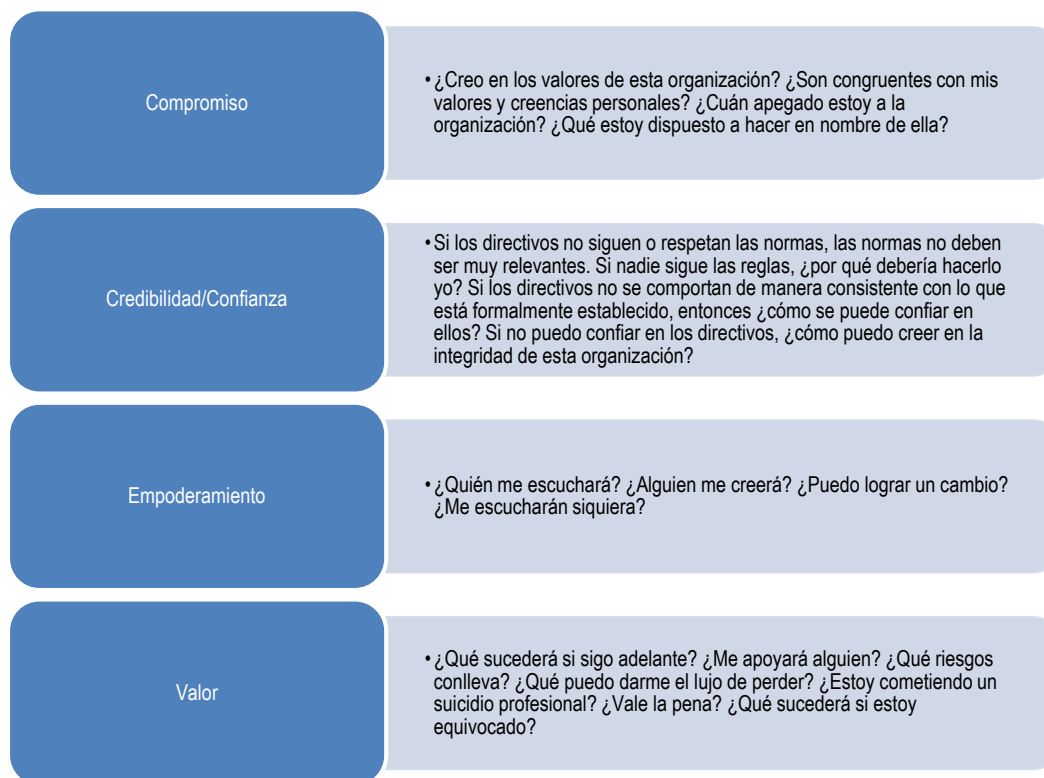 Compromiso
• ¿Creo en los valores de esta organización? ¿Son congruentes con mis
valores y creencias personales? ¿Cuán apegado estoy a la
organización? ¿Qué estoy dispuesto a hacer en nombre de ella?
Credibilidad/Confianza
• Si los directivos no siguen o respetan las normas, las normas no deben
ser muy relevantes. Si nadie sigue las reglas, ¿por qué debería hacerlo
yo? Si los directivos no se comportan de manera consistente con lo que
está formalmente establecido, entonces ¿cómo se puede confiar en
ellos? Si no puedo confiar en los directivos, ¿cómo puedo creer en la
integridad de esta organización?
Empoderamiento
• ¿Quién me escuchará? ¿Alguien me creerá? ¿Puedo lograr un cambio?
¿Me escucharán siquiera?
Valor
• ¿Qué sucederá si sigo adelante? ¿Me apoyará alguien? ¿Qué riesgos
conlleva? ¿Qué puedo darme el lujo de perder? ¿Estoy cometiendo un
suicidio profesional? ¿Vale la pena? ¿Qué sucederá si estoy
equivocado?